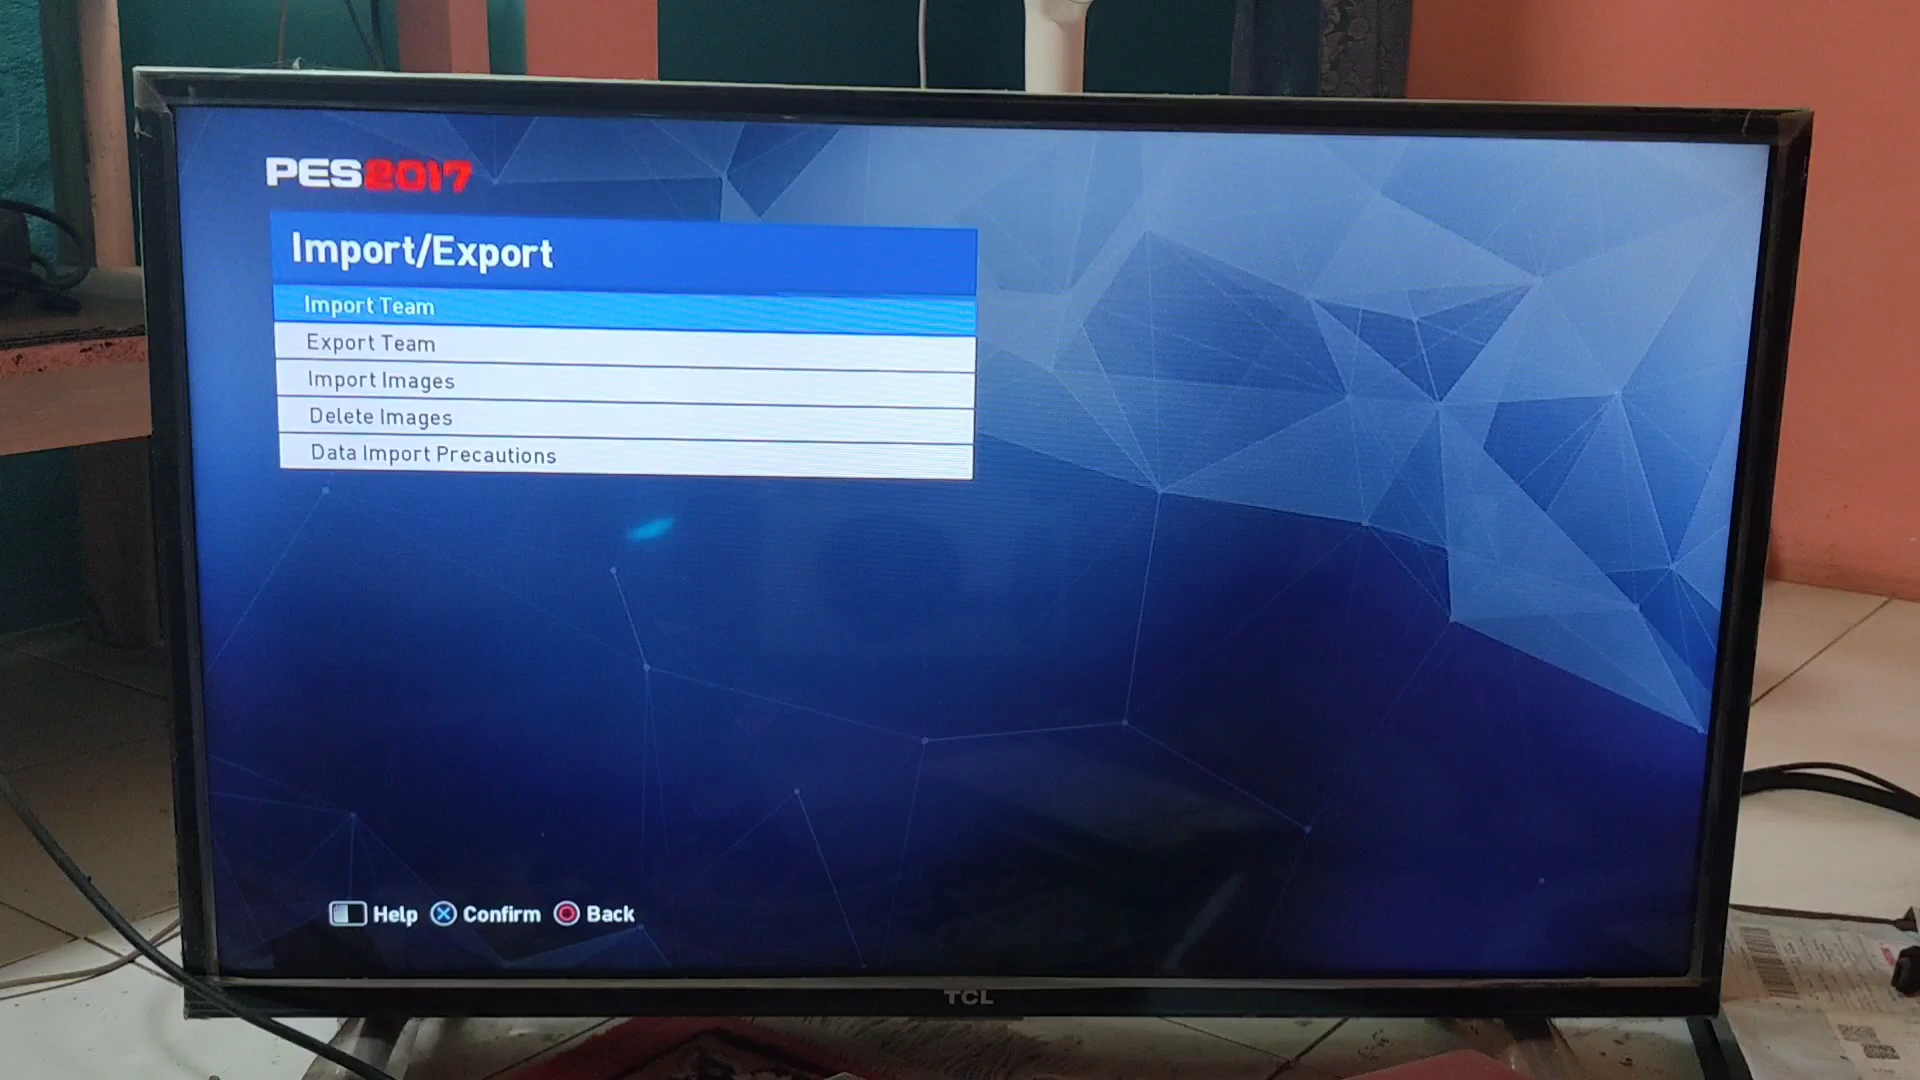 PES2017
Import/Export
Import Team
Export Team
Import Images
Delete Images
Data Import Precautions
Help Confirm Back
TCL